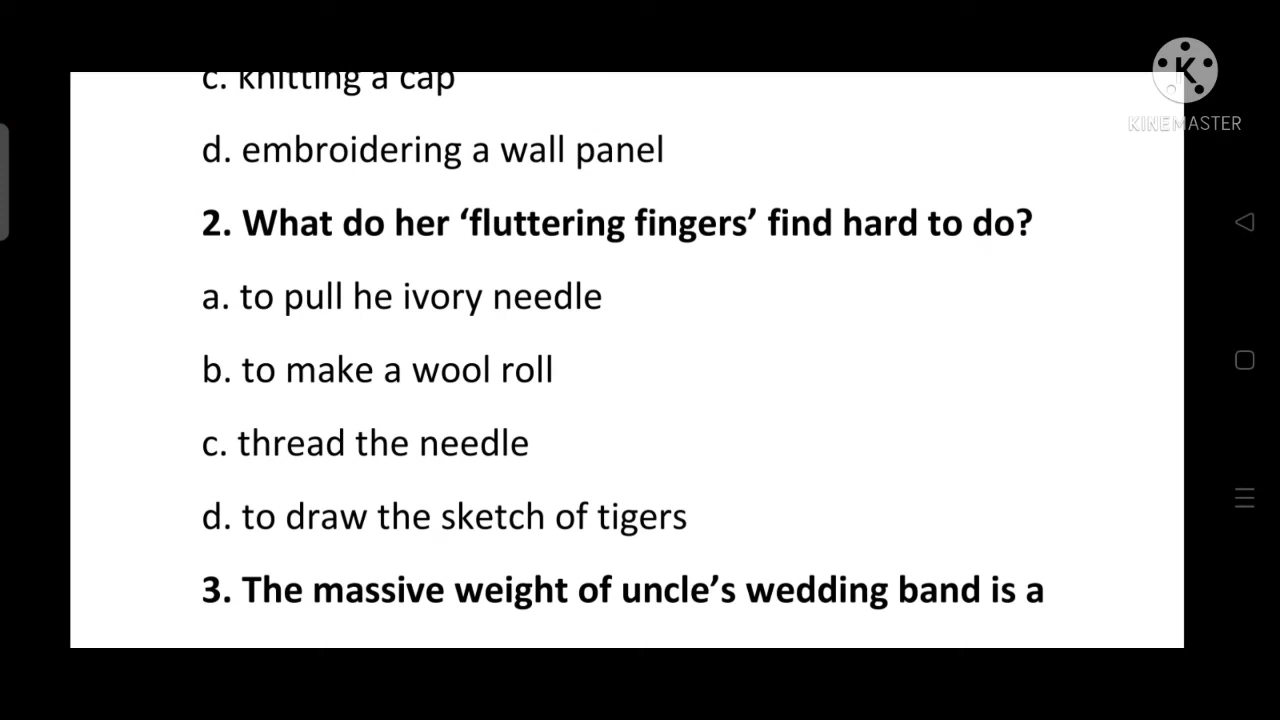 c. knitting a cap
KINEMASTER
d. embroidering a wall panel
2. What do her ‘fluttering fingers’ find hard to do?
a. to pull he ivory needle
b. to make a wool roll
c. thread the needle
d. to draw the sketch of tigers
3. The massive weight of uncle’s wedding band is a